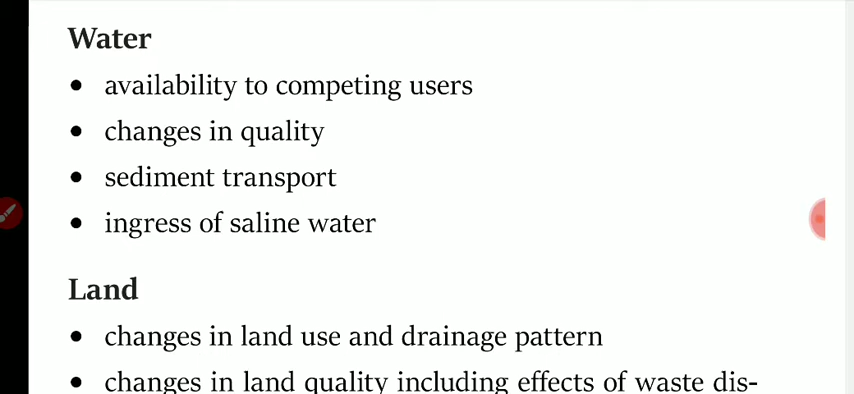 Water
• availability to competing users
• changes in quality
• sediment transport
• ingress of saline water
Land
• changes in land use and drainage pattern
• changes in land quality including effects of waste dis-